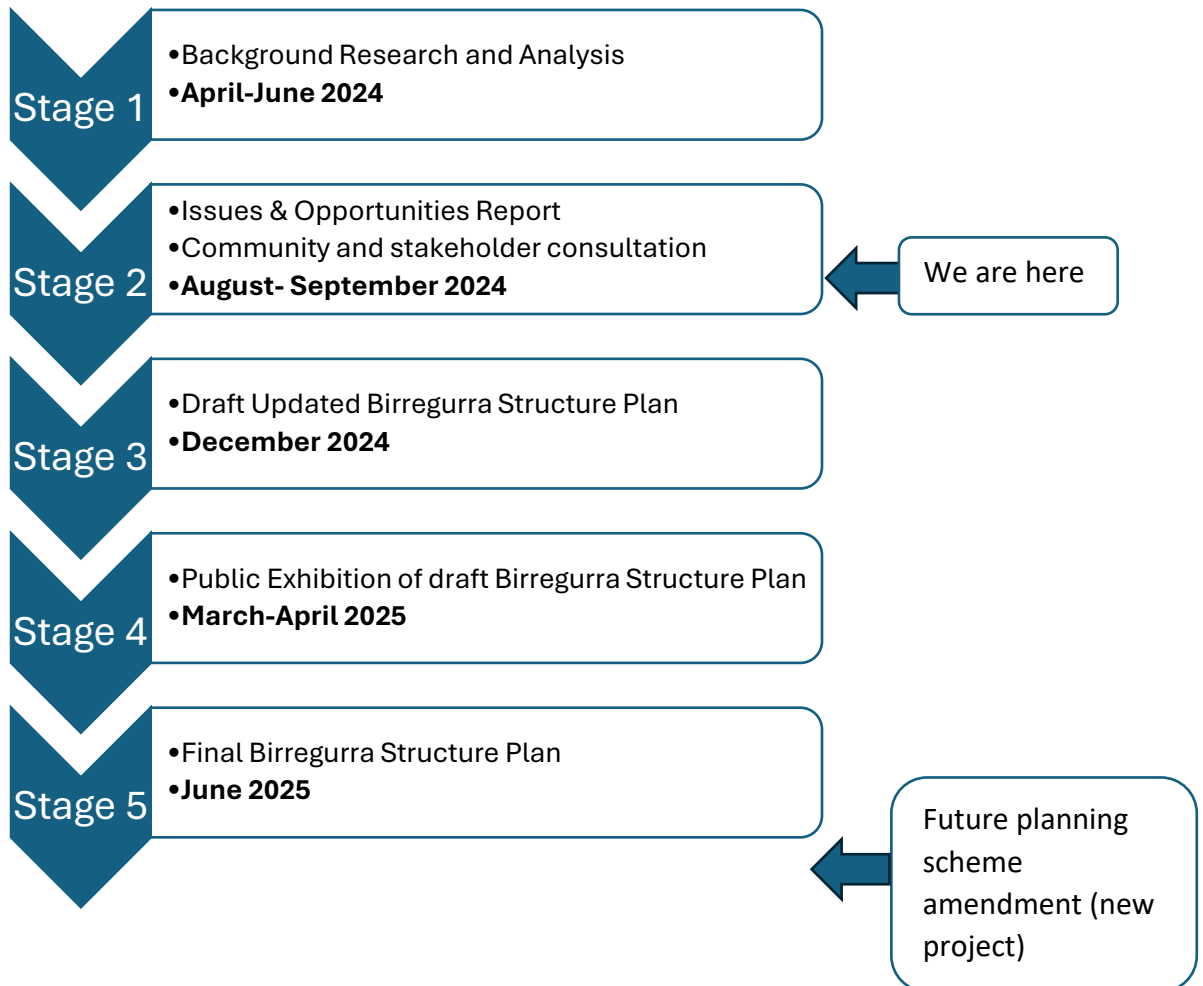 Stage 1
•Background Research and Analysis
•April-June 2024
Stage 2
•Issues & Opportunities Report
•Community and stakeholder consultation
•August- September 2024
We are here
Stage 3
•Draft Updated Birregurra Structure Plan
•December 2024
Stage 4
•Public Exhibition of draft Birregurra Structure Plan
•March-April 2025
Stage 5
•Final Birregurra Structure Plan
•June 2025
Future planning
scheme
amendment (new
project)